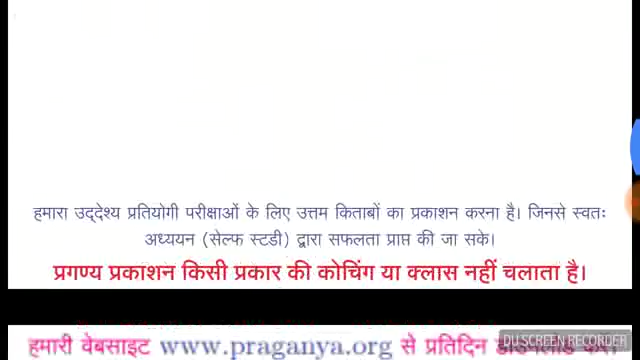 हमारा उद्देश्य प्रतियोगी परीक्षाओं के लिए उत्तम किताबों का प्रकाशन करना है। जिनसे स्वतः
अध्ययन (सेल्फ स्टडी) द्वारा सफलता प्राप्त की जा सके।
प्रगण्य प्रकाशन किसी प्रकार की कोचिंग या क्लास नहीं चलाता है।
हमारी वेबसाइट www.praganya.org से प्रतिदिन
DU SCREEN RECORDER